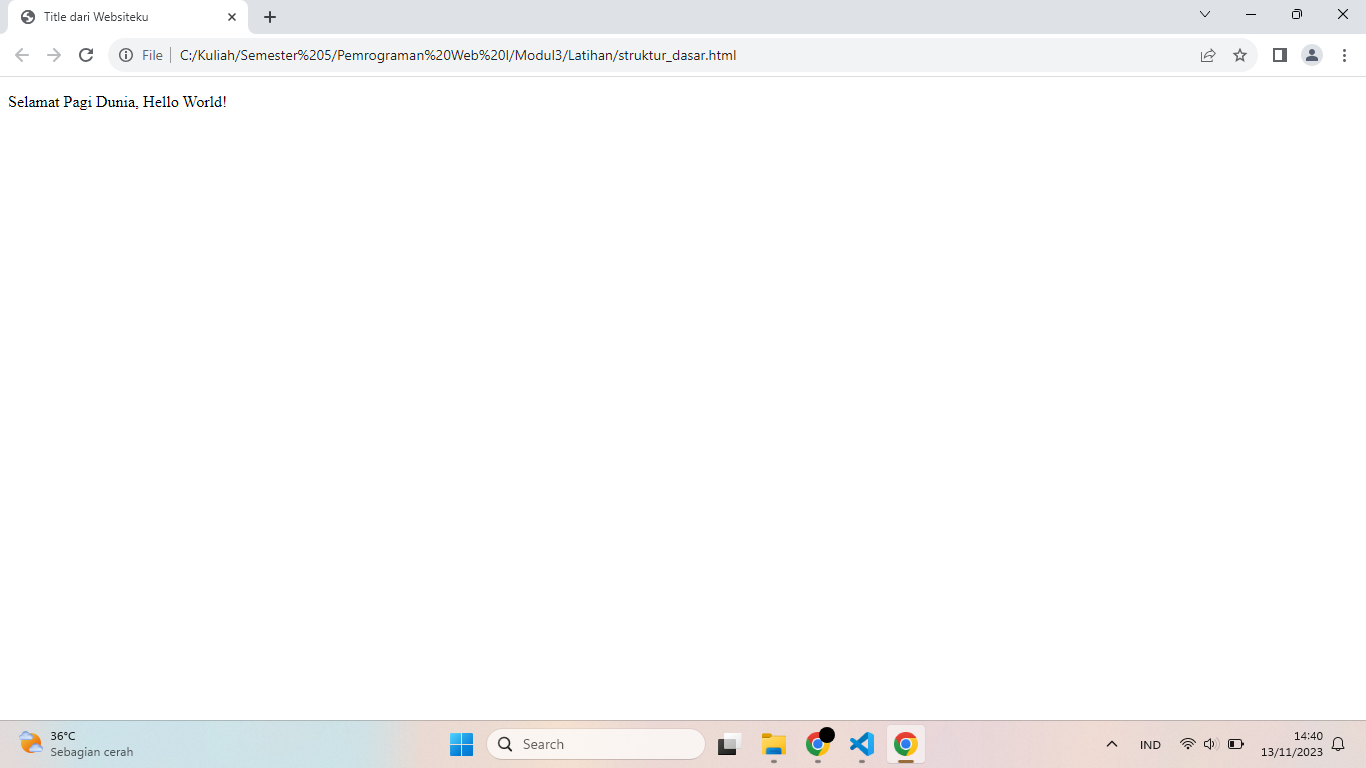 Title dari Websiteku
File
C:/Kuliah/Semester%205/Pemrograman%20Web%20I/Modul3/Latihan/struktur_dasar.html
Selamat Pagi Dunia, Hello World!
36°C
Sebagian cerah
Search
IND
14:40
13/11/2023